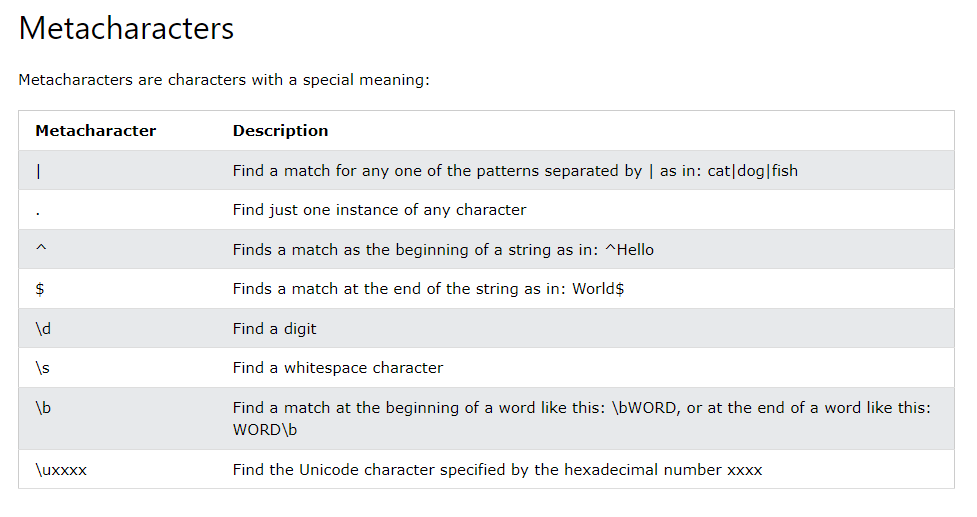 Metacharacters
Metacharacters are characters with a special meaning:
Metacharacter Description
| Find a match for any one of the patterns separated by | as in: cat|dog|fish
. Find just one instance of any character
^ Finds a match as the beginning of a string as in: ^Hello
$ Finds a match at the end of the string as in: World$
\d Find a digit
\s Find a whitespace character
\b Find a match at the beginning of a word like this: \bWORD, or at the end of a word like this:
WORD\b
\uxxxx Find the Unicode character specified by the hexadecimal number xxxx